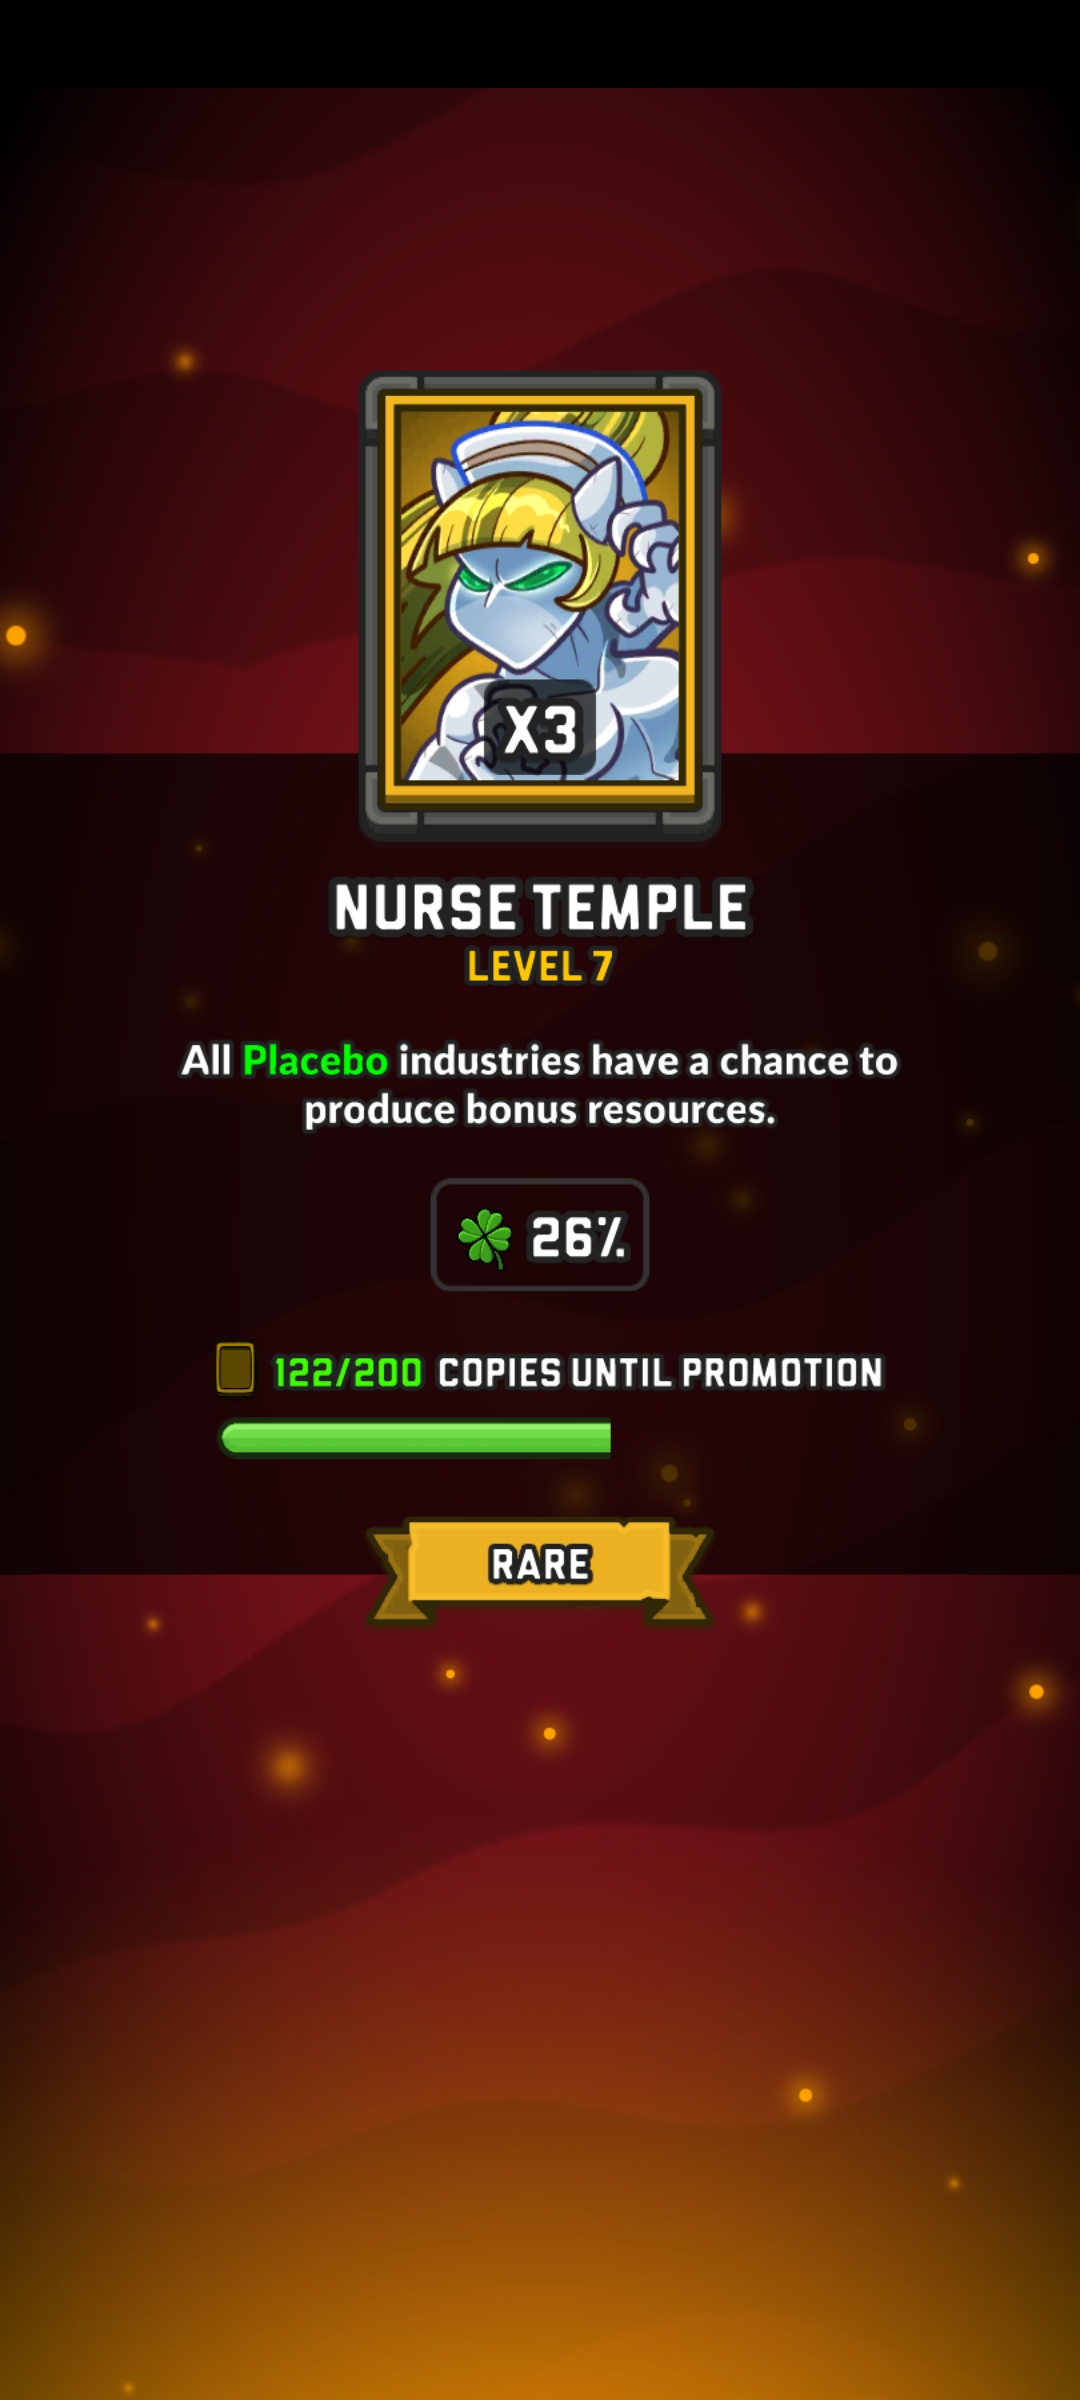 X3
NURSE TEMPLE
LEVEL 7
All Placebo industries have a chance to
produce bonus resources.
26%
122/200 COPIES UNTIL PROMOTION
RARE